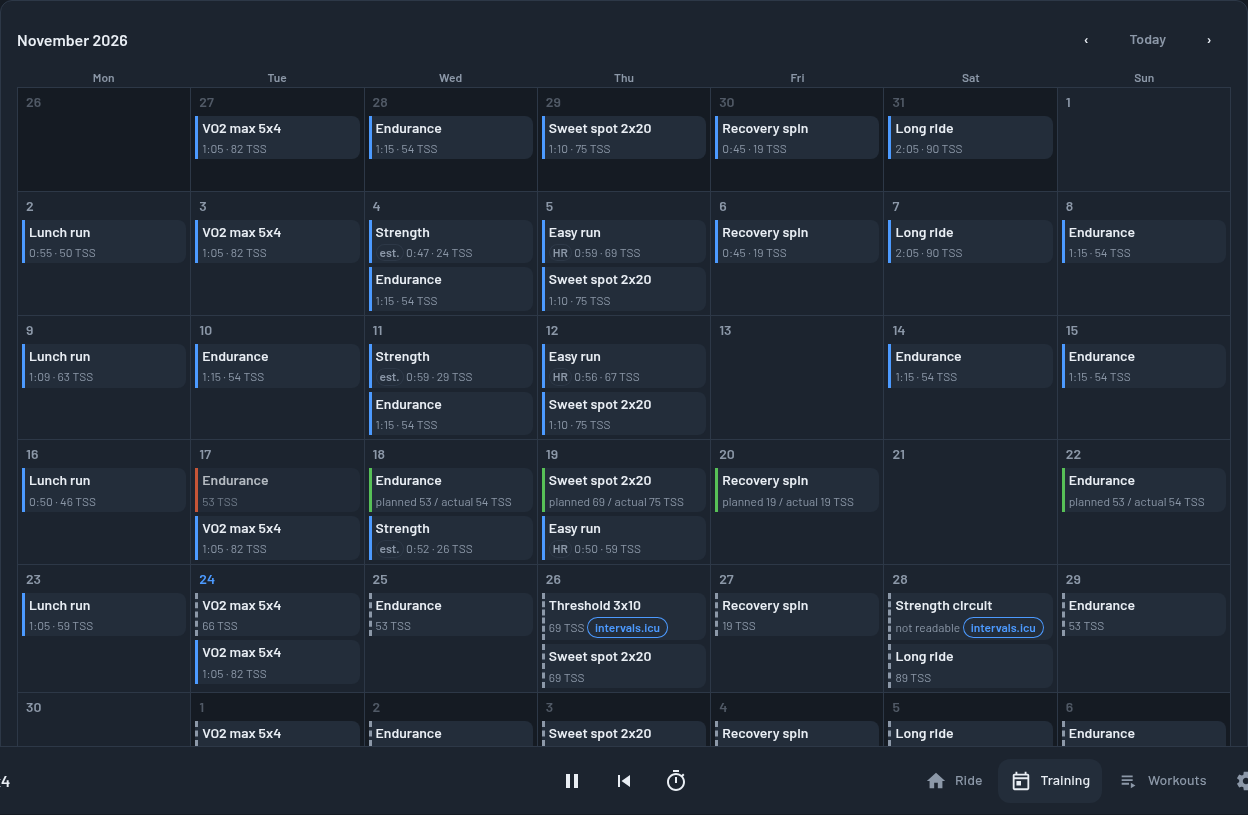 November 2026
‹ Today ›
Mon Tue Wed Thu Fri Sat Sun
26 27 28 29 30 31 1
VO2 max 5x4 Endurance Sweet spot 2x20 Recovery spin Long ride
1:05 · 82 TSS 1:15 · 54 TSS 1:10 · 75 TSS 0:45 · 19 TSS 2:05 · 90 TSS
2 3 4 5 6 7 8
Lunch run VO2 max 5x4 Strength Easy run Recovery spin Long ride Endurance
0:55 · 50 TSS 1:05 · 82 TSS est. 0:47 · 24 TSS HR 0:59 · 69 TSS 0:45 · 19 TSS 2:05 · 90 TSS 1:15 · 54 TSS
Endurance Sweet spot 2x20
1:15 · 54 TSS 1:10 · 75 TSS
9 10 11 12 13 14 15
Lunch run Endurance Strength Easy run Endurance Endurance
1:09 · 63 TSS 1:15 · 54 TSS est. 0:59 · 29 TSS HR 0:56 · 67 TSS 1:15 · 54 TSS 1:15 · 54 TSS
Endurance Sweet spot 2x20
1:15 · 54 TSS 1:10 · 75 TSS
16 17 18 19 20 21 22
Lunch run Endurance Endurance Sweet spot 2x20 Recovery spin Endurance
0:50 · 46 TSS 53 TSS planned 53 / actual 54 TSS planned 69 / actual 75 TSS planned 19 / actual 19 TSS planned 53 / actual 54 TSS
VO2 max 5x4 Strength Easy run
1:05 · 82 TSS est. 0:52 · 26 TSS HR 0:50 · 59 TSS
23 24 25 26 27 28 29
Lunch run VO2 max 5x4 Endurance Threshold 3x10 Recovery spin Strength circuit Endurance
1:05 · 59 TSS 66 TSS 53 TSS 69 TSS intervals.icu 19 TSS not readable intervals.icu 53 TSS
VO2 max 5x4 Sweet spot 2x20 Long ride
1:05 · 82 TSS 69 TSS 89 TSS
30 1 2 3 4 5 6
VO2 max 5x4 Endurance Sweet spot 2x20 Recovery spin Long ride Endurance
4 Ride Training Workouts